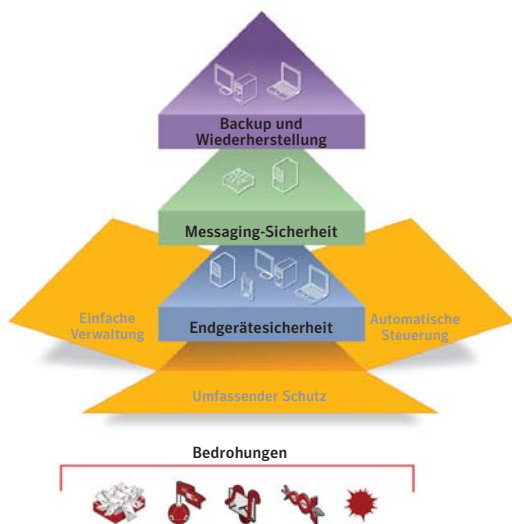 Backup und
Wiederherstellung
Messaging-Sicherheit
Endgerätesicherheit
Einfache
Verwaltung
Automatische
Steuerung
Umfassender Schutz
Bedrohungen